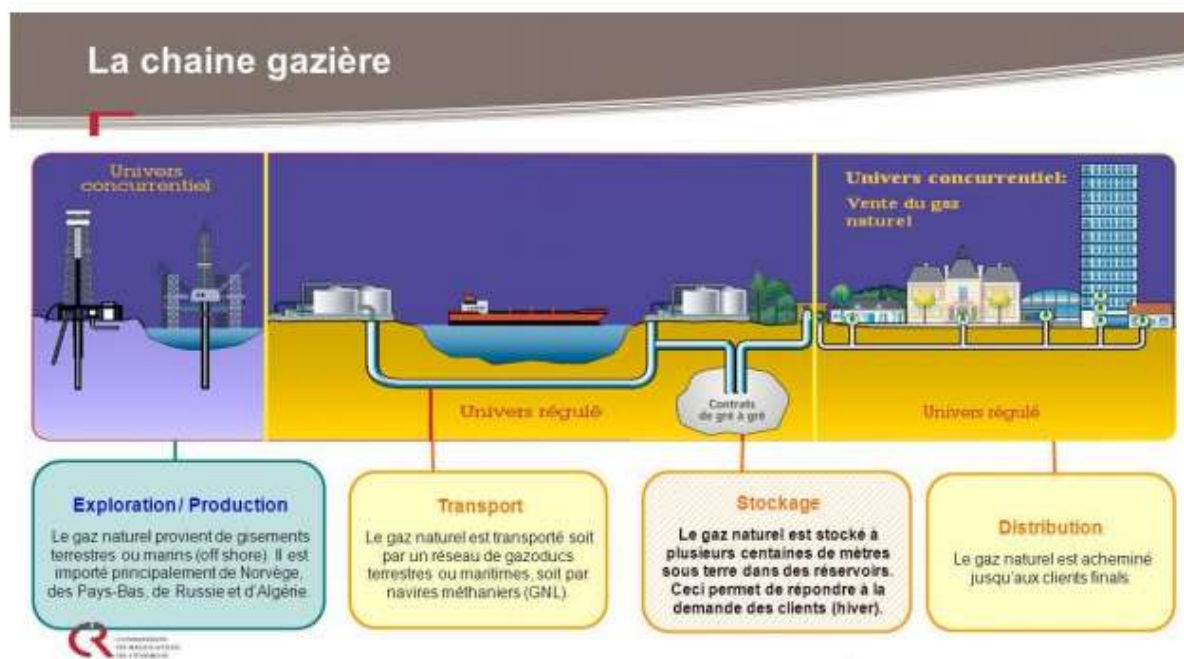 La chaine gazière
Univers
concurrentiel
Univers concurrentiel:
Vente du gaz
naturel
Univers régulé
Contrats
de gré à gré
Univers régulé
Exploration / Production
Le gaz naturel provient de gisements
terrestres ou marins (off shore). Il est
importé principalement de Norvège,
des Pays-Bas, de Russie et d'Algérie.
Transport
Le gaz naturel est transporté soit
par un réseau de gazoducs
terrestres ou maritimes, soit par
navires méthaniers (GNL).
Stockage
Le gaz naturel est stocké à
plusieurs centaines de mètres
sous terre dans des réservoirs.
Ceci permet de répondre à la
demande des clients (hiver).
Distribution
Le gaz naturel est acheminé
jusqu'aux clients finals
COMMISSION
DE RÉGULATION
DE L'ÉNERGIE